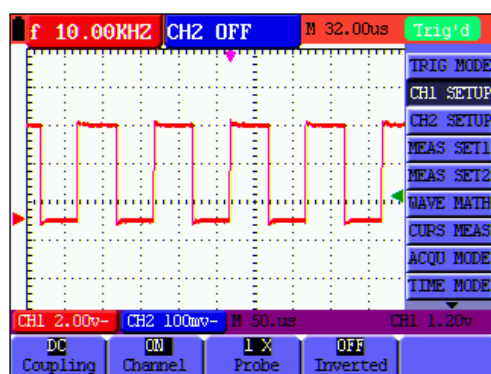 f 10.00KHZ CH2 OFF M 32.00us Trig'd
TRIG MODE
CH1 SETUP
CH2 SETUP
MEAS SET1
MEAS SET2
WAVE MATH
CURS MEAS
ACQU MODE
TIME MODE
CH1 2.00v- CH2 100mv- M 50.us CH1 1.20v
DC ON 1 X OFF
Coupling Channel Probe Inverted